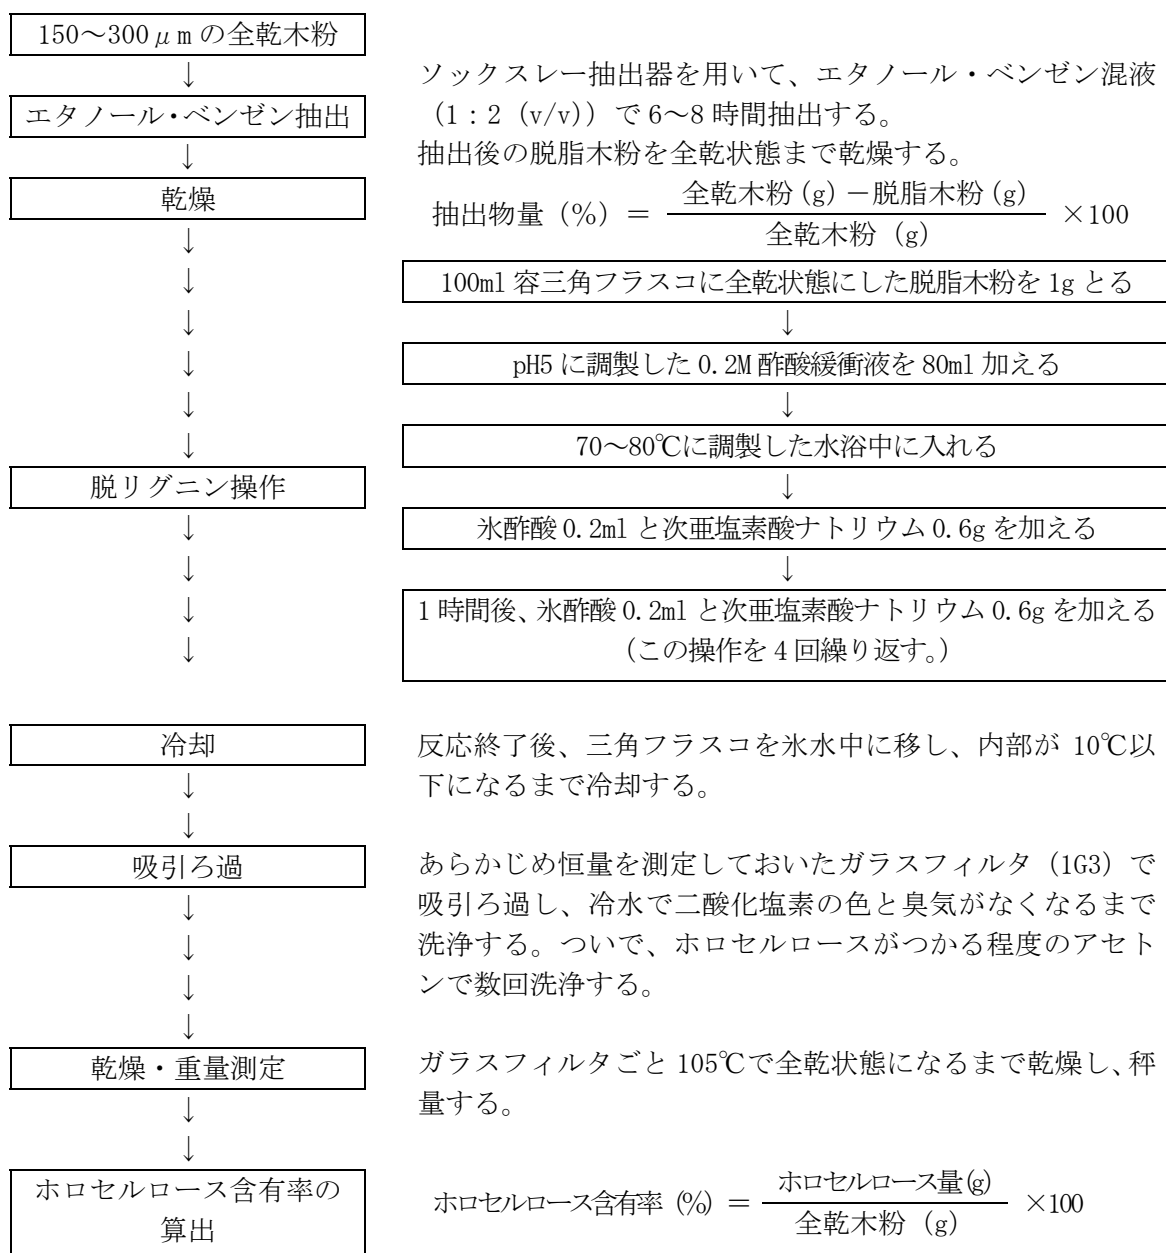 150～300μmの全乾木粉
↓
エタノール・ベンゼン抽出
↓
乾燥
↓
↓
↓
↓
↓
↓
脱リグニン操作
↓
↓
↓
↓
冷却
↓
↓
吸引ろ過
↓
↓
↓
↓
乾燥・重量測定
↓
↓
ホロセルロース含有率の
算出
ソックスレー抽出器を用いて、エタノール・ベンゼン混液
（1：2（v/v））で6～8時間抽出する。
抽出後の脱脂木粉を全乾状態まで乾燥する。
全乾木粉(g)－脱脂木粉(g)
抽出物量（%）＝ ×100
全乾木粉（g）
100ml容三角フラスコに全乾状態にした脱脂木粉を1gとる
↓
pH5に調製した0.2M酢酸緩衝液を80ml加える
↓
70～80℃に調製した水浴中に入れる
↓
氷酢酸0.2mlと次亜塩素酸ナトリウム0.6gを加える
↓
1時間後、氷酢酸0.2mlと次亜塩素酸ナトリウム0.6gを加える
（この操作を4回繰り返す。）
反応終了後、三角フラスコを氷水中に移し、内部が10℃以
下になるまで冷却する。
あらかじめ恒量を測定しておいたガラスフィルタ（1G3）で
吸引ろ過し、冷水で二酸化塩素の色と臭気がなくなるまで
洗浄する。ついで、ホロセルロースがつかる程度のアセト
ンで数回洗浄する。
ガラスフィルタごと105℃で全乾状態になるまで乾燥し、秤
量する。
ホロセルロース量(g)
ホロセルロース含有率（%）＝ ×100
全乾木粉（g）